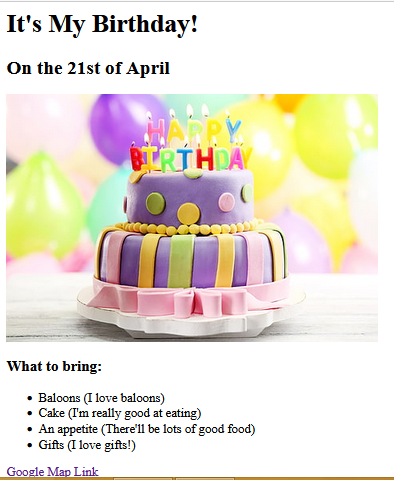 It's My Birthday!
On the 21st of April
HAPPY
BIRTHDAY
What to bring:
Baloons (I love baloons)
Cake (I'm really good at eating)
An appetite (There'll be lots of good food)
Gifts (I love gifts!)
Google Map Link